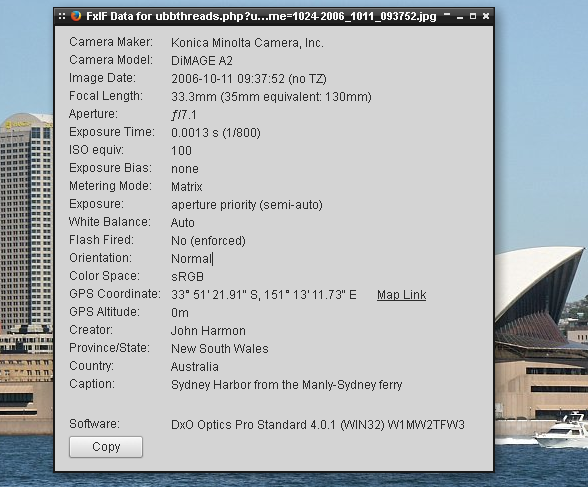 :: FxIF Data for ubbthreads.php?u...me=1024-2006_1011_093752.jpg
Camera Maker: Konica Minolta Camera, Inc.
Camera Model: DiMAGE A2
Image Date: 2006-10-11 09:37:52 (no TZ)
Focal Length: 33.3mm (35mm equivalent: 130mm)
Aperture: ƒ/7.1
Exposure Time: 0.0013 s (1/800)
ISO equiv: 100
Exposure Bias: none
Metering Mode: Matrix
Exposure: aperture priority (semi-auto)
White Balance: Auto
Flash Fired: No (enforced)
Orientation: Normal
Color Space: sRGB
GPS Coordinate: 33° 51' 21.91" S, 151° 13' 11.73" E Map Link
GPS Altitude: 0m
Creator: John Harmon
Province/State: New South Wales
Country: Australia
Caption: Sydney Harbor from the Manly-Sydney ferry
Software: DxO Optics Pro Standard 4.0.1 (WIN32) W1MW2TFW3
Copy